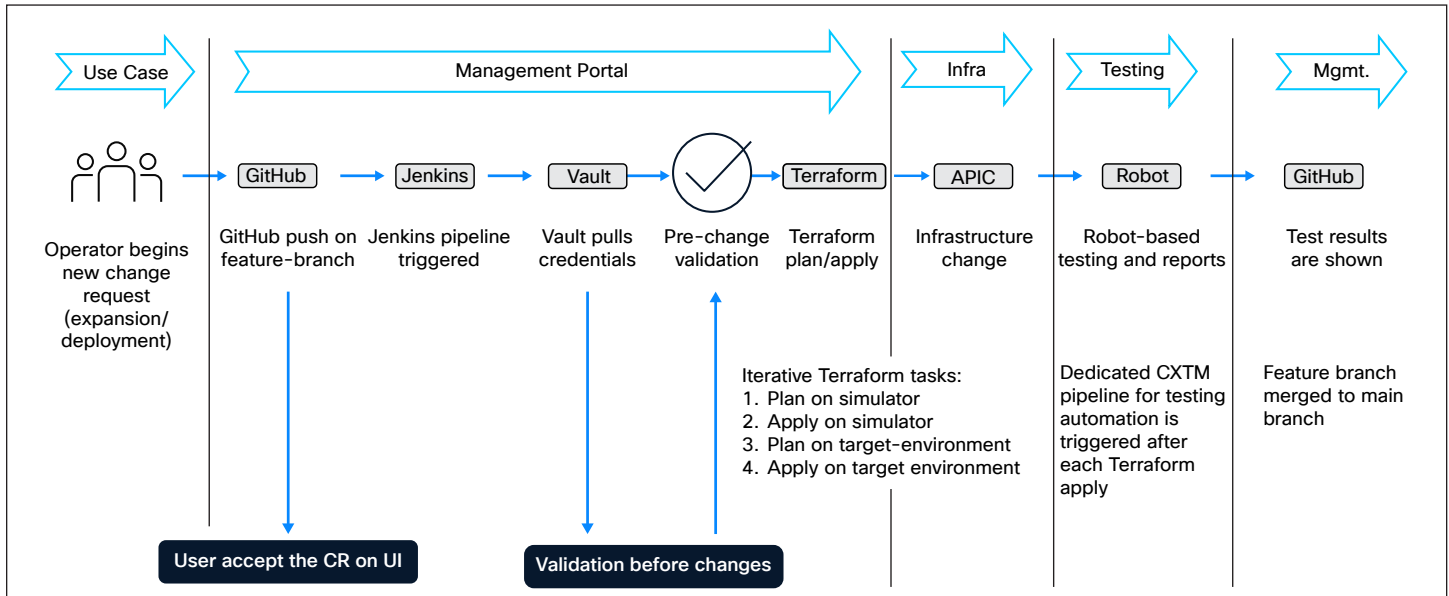 Use Case
Management Portal
Infra
Testing
Mgmt.
GitHub
Jenkins
Vault
Terraform
APIC
Robot
GitHub
Operator begins
new change
request
(expansion/
deployment)
GitHub push on
feature-branch
Jenkins pipeline
triggered
Vault pulls
credentials
Pre-change
validation
Terraform
plan/apply
Infrastructure
change
Robot-based
testing and reports
Test results
are shown
Iterative Terraform tasks:
1. Plan on simulator
2. Apply on simulator
3. Plan on target-environment
4. Apply on target environment
Dedicated CXTM
pipeline for testing
automation is
triggered after
each Terraform
apply
Feature branch
merged to main
branch
User accept the CR on UI
Validation before changes